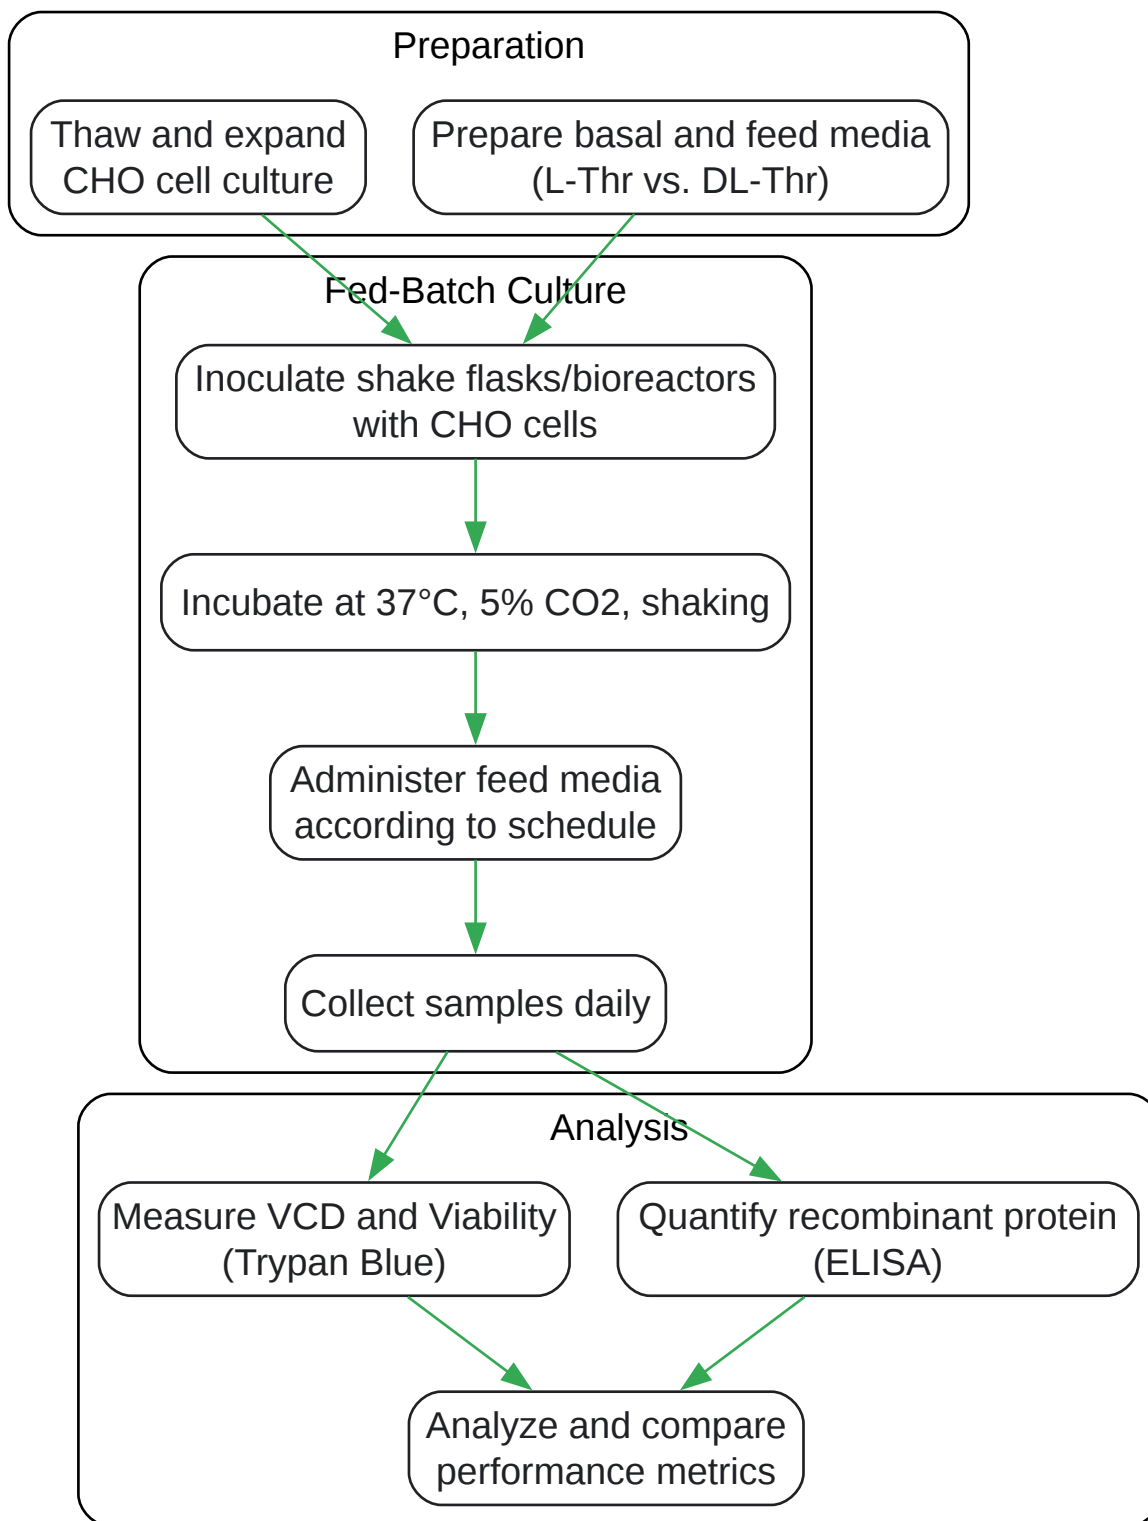 Preparation
Thaw and expand
CHO cell culture
Prepare basal and feed media
(L-Thr vs. DL-Thr)
Fed-Batch Culture
Inoculate shake flasks/bioreactors
with CHO cells
Incubate at 37°C, 5% CO2, shaking
Administer feed media
according to schedule
Collect samples daily
Analysis
Measure VCD and Viability
(Trypan Blue)
Quantify recombinant protein
(ELISA)
Analyze and compare
performance metrics